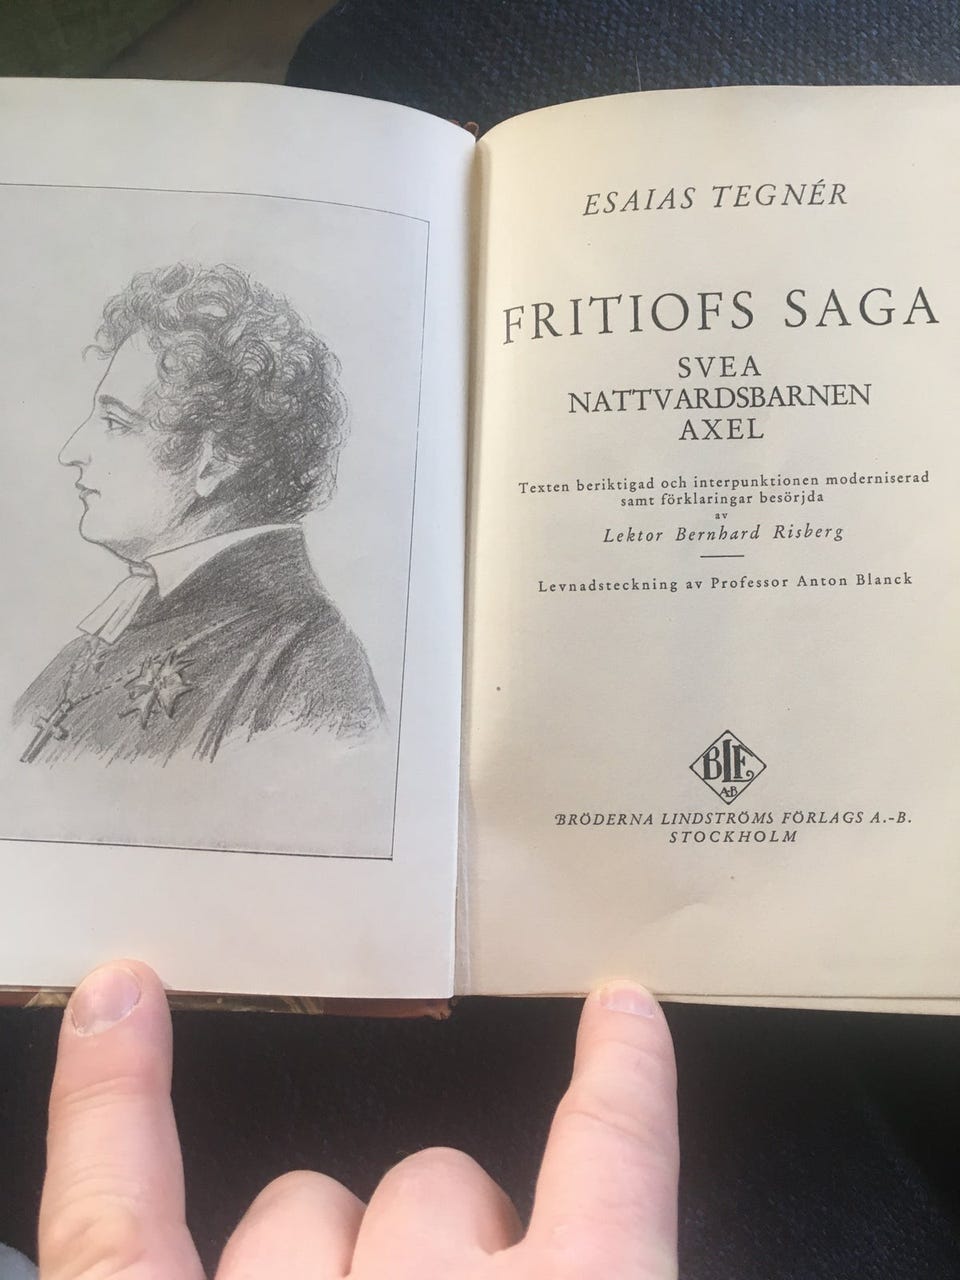 ESAIAS TEGNÉR
FRITIOFS SAGA
SVEA
NATTVARDSBARNEN
AXEL
Texten beriktigad och interpunktionen moderniserad
samt förklaringar besörjda
av
Lektor Bernhard Risberg
Levnadsteckning av Professor Anton Blanck
BLF
A-B
BRÖDERNA LINDSTRÖMS FÖRLAGS A.-B.
STOCKHOLM